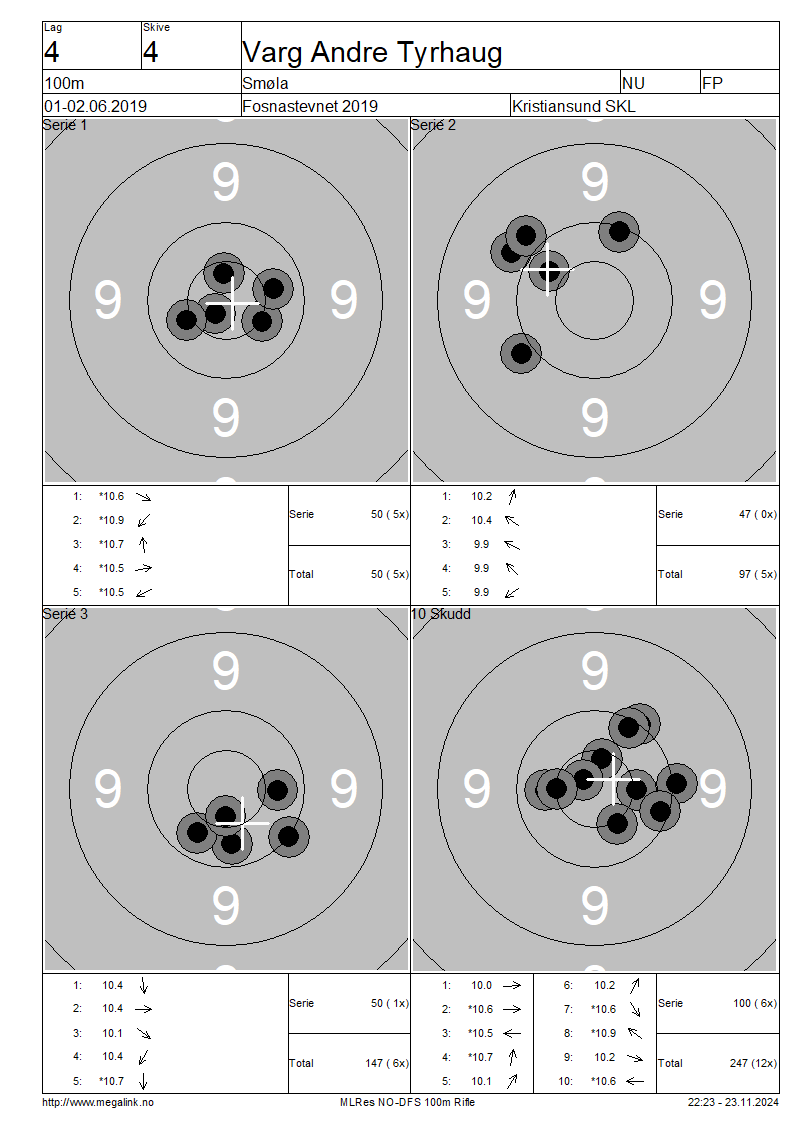 Lag Skive
4 4 Varg Andre Tyrhaug
100m Smøla NU FP
01-02.06.2019 Fosnastevnet 2019 Kristiansund SKL
Serie 1
9
9 9
9
1: *10.6
2: *10.9
3: *10.7
4: *10.5
5: *10.5
Serie 50 ( 5x)
Total 50 ( 5x)
Serie 2
9
9 9
9
1: 10.2
2: 10.4
3: 9.9
4: 9.9
5: 9.9
Serie 47 ( 0x)
Total 97 ( 5x)
Serie 3
9
9 9
9
1: 10.4
2: 10.4
3: 10.1
4: 10.4
5: *10.7
Serie 50 ( 1x)
Total 147 ( 6x)
10 Skudd
9
9 9
9
1: 10.0
2: *10.6
3: *10.5
4: *10.7
5: 10.1
6: 10.2
7: *10.6
8: *10.9
9: 10.2
10: *10.6
Serie 100 ( 6x)
Total 247 (12x)
http://www.megalink.no MLRes NO-DFS 100m Rifle 22:23 - 23.11.2024